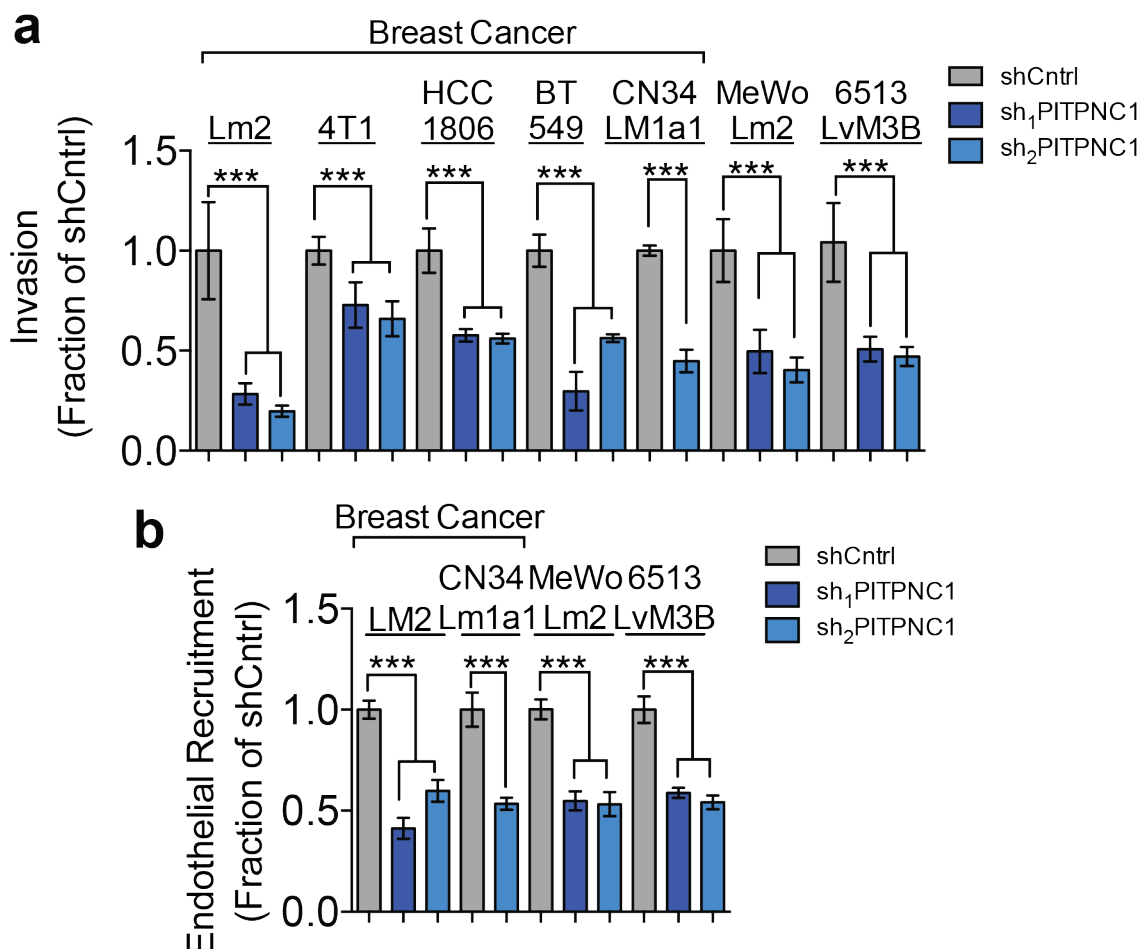 a
Breast Cancer
Lm2
4T1
HCC
1806
BT
549
CN34
LM1a1
MeWo
Lm2
6513
LvM3B
shCntrl
sh1PITPNC1
sh2PITPNC1
Invasion
(Fraction of shCntrl)
1.5
1.0
0.5
0.0
*** *** *** *** *** *** ***
b
Breast Cancer
LM2
CN34
Lm1a1
MeWo
Lm2
6513
LvM3B
shCntrl
sh1PITPNC1
sh2PITPNC1
Endothelial Recruitment
(Fraction of shCntrl)
1.5
1.0
0.5
0.0
*** *** *** ***